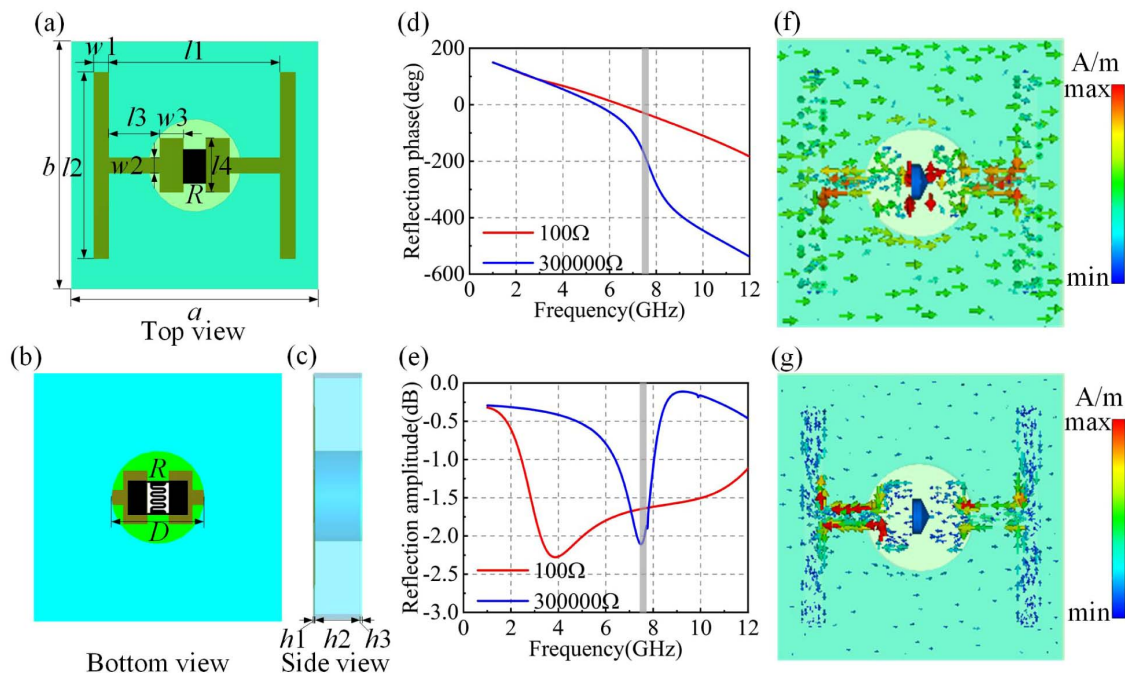 (a)
w1
l1
l3
w3
b
l2
w2
l4
R
a
Top view
(b)
R
D
Bottom view
(c)
h1 h2 h3
Side view
(d)
Reflection phase(deg)
200
0
-200
-400
-600
100Ω
300000Ω
2 4 6 8 10 12
Frequency(GHz)
(e)
Reflection amplitude(dB)
0.0
-0.5
-1.0
-1.5
-2.0
-2.5
-3.0
100Ω
300000Ω
0 2 4 6 8 10 12
Frequency(GHz)
(f)
A/m
max
min
(g)
A/m
max
min